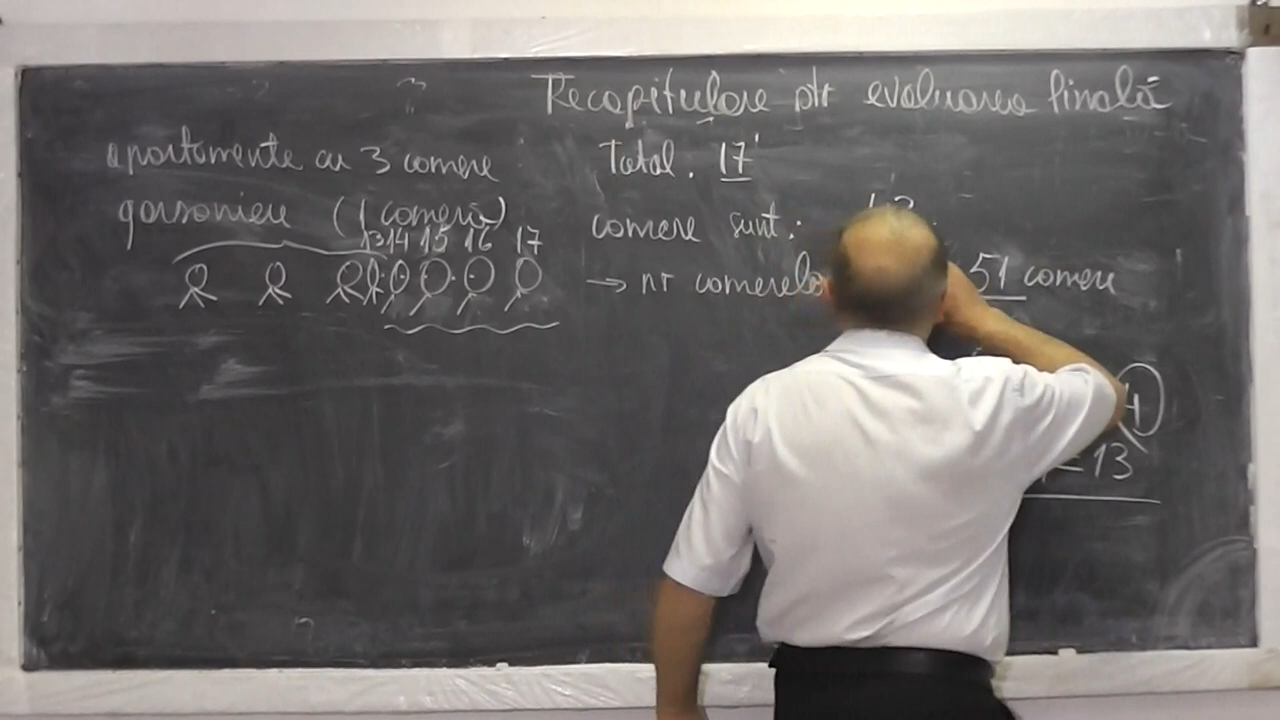 Recapitulare ptr evaluarea finală
apartamente cu 3 camere
garsoniere (1 cameră)
13 14 15 16 17
Total. 17
camere sunt:
→ nr camerelo
51 camere
- 13